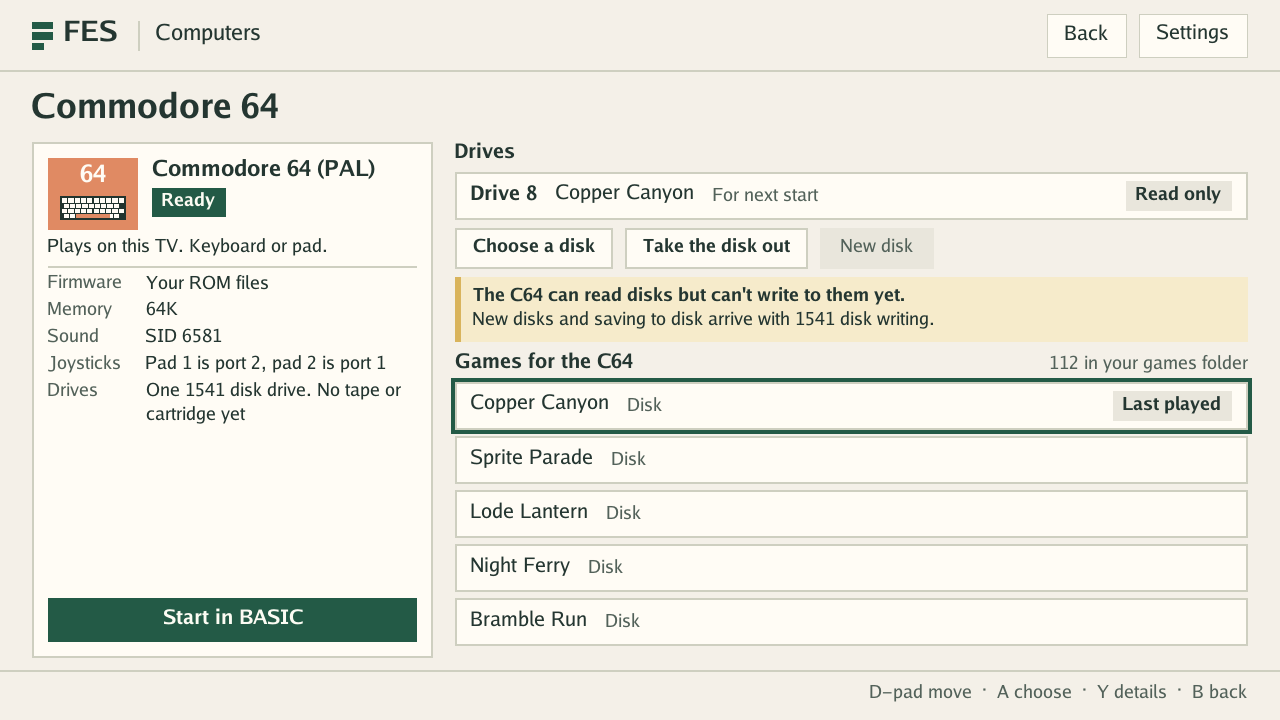 FES
Computers
Back
Settings
Commodore 64
64
Commodore 64 (PAL)
Ready
Plays on this TV. Keyboard or pad.
Firmware Your ROM files
Memory 64K
Sound SID 6581
Joysticks Pad 1 is port 2, pad 2 is port 1
Drives One 1541 disk drive. No tape or
cartridge yet
Start in BASIC
Drives
Drive 8 Copper Canyon For next start Read only
Choose a disk
Take the disk out
New disk
The C64 can read disks but can't write to them yet.
New disks and saving to disk arrive with 1541 disk writing.
Games for the C64 112 in your games folder
Copper Canyon Disk Last played
Sprite Parade Disk
Lode Lantern Disk
Night Ferry Disk
Bramble Run Disk
D-pad move · A choose · Y details · B back